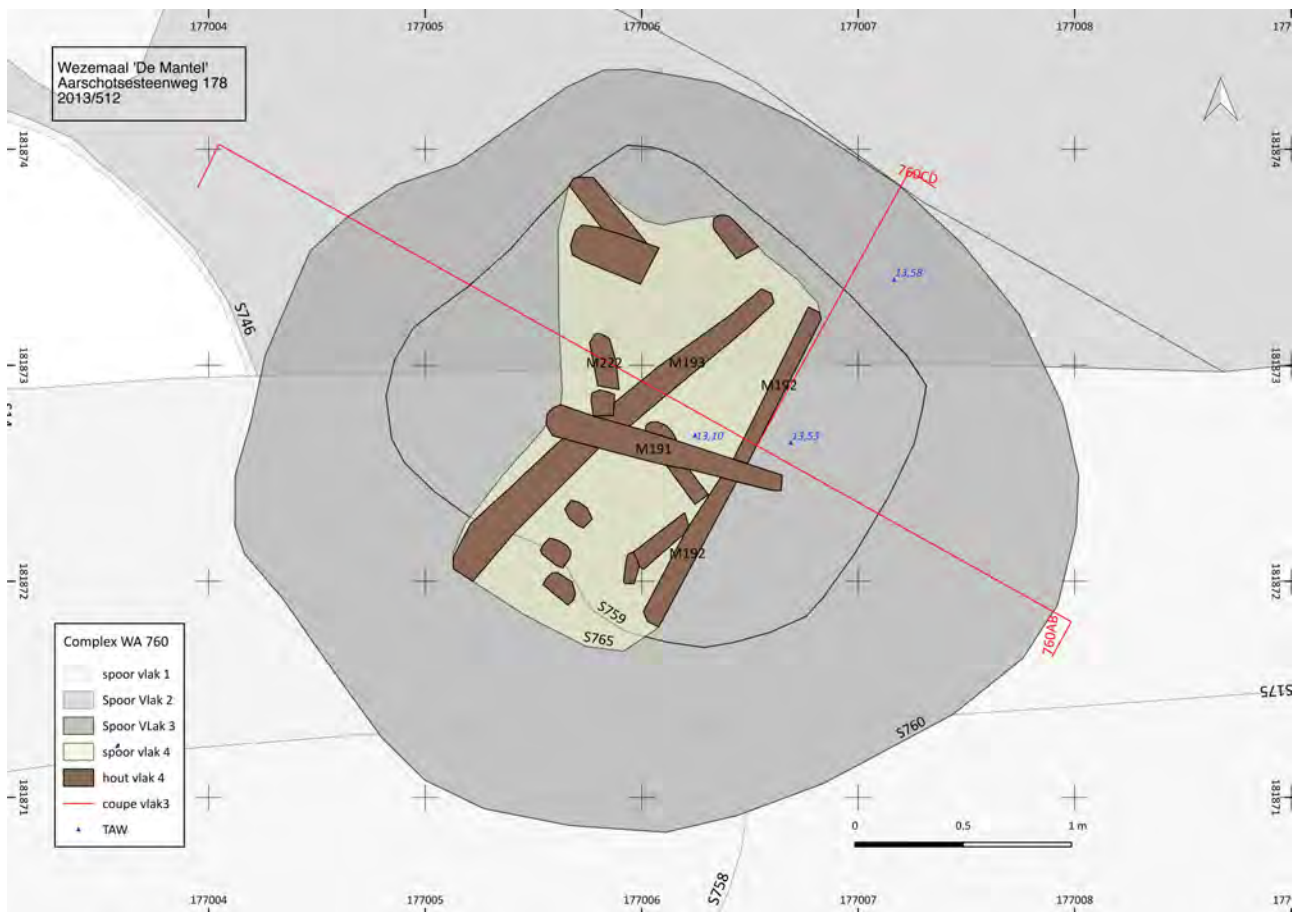 177004 177005 177006 177007 177008
Wezemaal 'De Mantel'
Aarschotsesteenweg 178
2013/512
181874
181874
760CD
13,58
S746
181873
181873
M222
M193
M192
M191
13,10
13,53
M192
181872
181872
S759
S765
760AB
S175
S760
Complex WA 760
spoor vlak 1
Spoor Vlak 2
Spoor VLak 3
spoor vlak 4
hout vlak 4
coupe vlak3
TAW
181871
181871
0 0.5 1 m
S758
177004 177005 177006 177007 177008